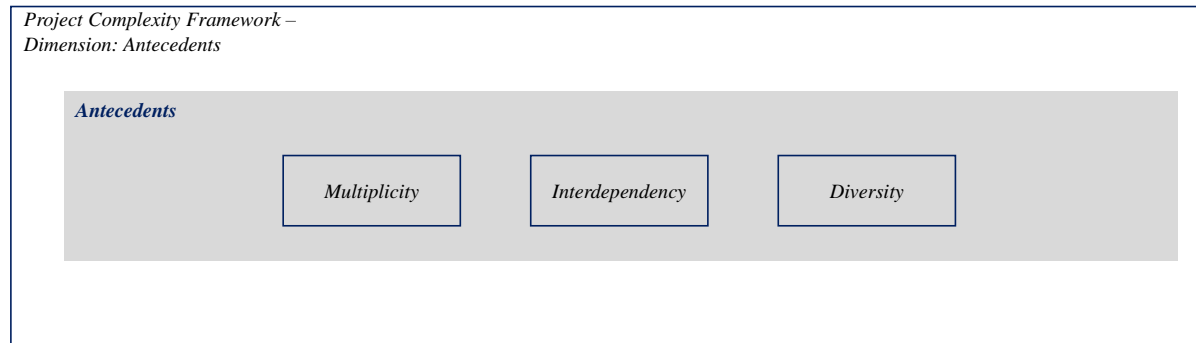 Project Complexity Framework –
Dimension: Antecedents
Antecedents
Multiplicity
Interdependency
Diversity